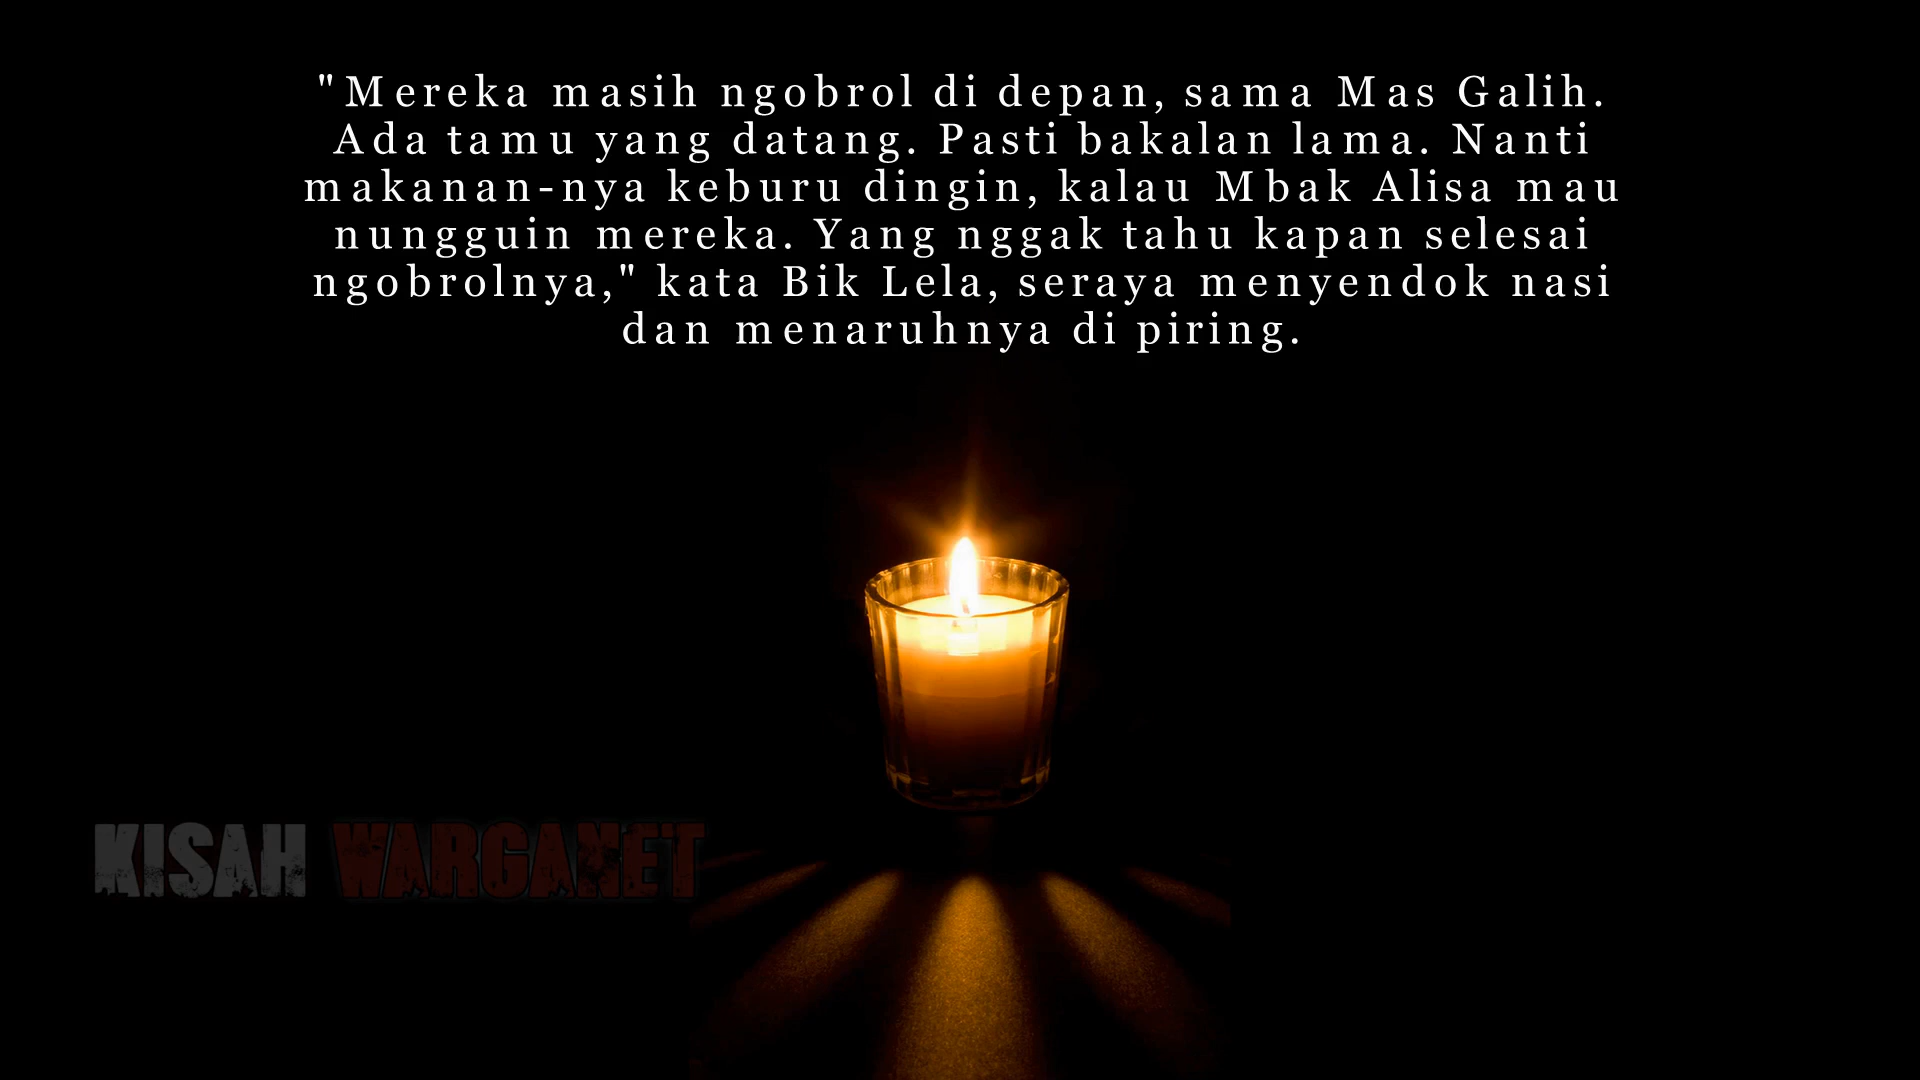 "Mereka masih ngobrol di depan, sama Mas Galih.
Ada tamu yang datang. Pasti bakalan lama. Nanti
makanan-nya keburu dingin, kalau Mbak Alisa mau
nungguin mereka. Yang nggak tahu kapan selesai
ngobrolnya," kata Bik Lela, seraya menyendok nasi
dan menaruhnya di piring.
KISAH WARGANET